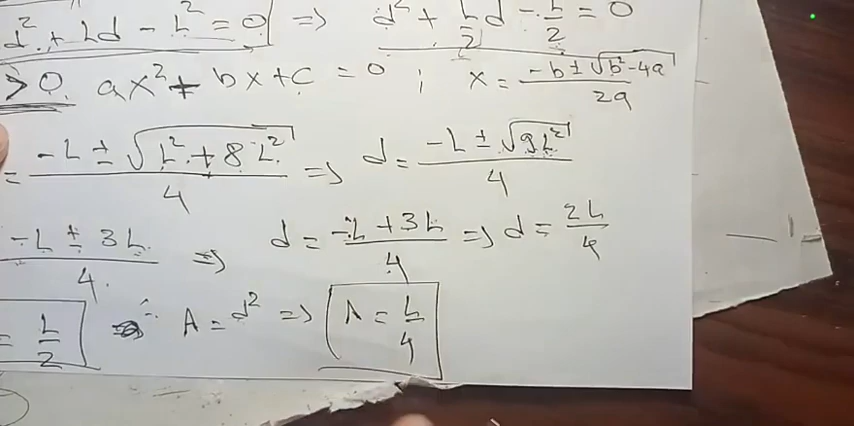 d² + Ld - L² = 0 => d² + L/2 d - L/2 = 0
> 0. ax² + bx + c = 0 ; x = (-b ± √(b² - 4a))/2a
= (-L ± √(L² + 8L²))/4 => d = (-L ± √(9L²))/4
(-L ± 3L)/4 => d = (-L + 3L)/4 => d = 2L/4
= L/2 ∴ A = d² => A = L/4